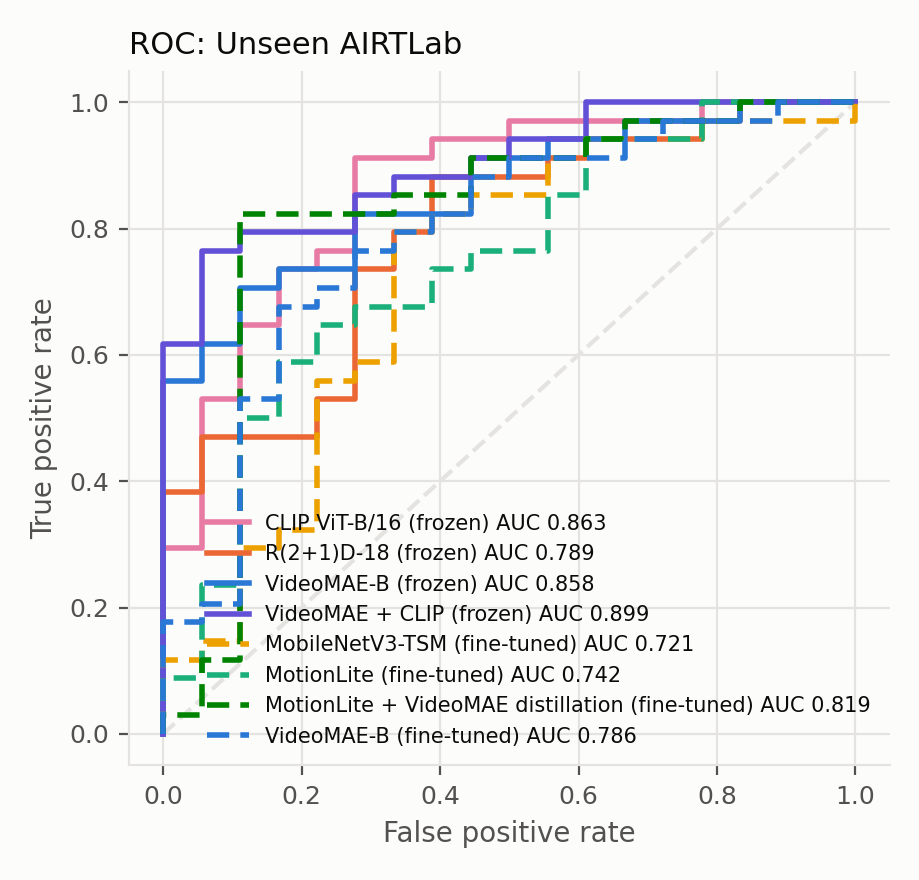 ROC: Unseen AIRTLab
True positive rate
1.0
0.8
0.6
0.4
0.2
0.0
CLIP ViT-B/16 (frozen) AUC 0.863
R(2+1)D-18 (frozen) AUC 0.789
VideoMAE-B (frozen) AUC 0.858
VideoMAE + CLIP (frozen) AUC 0.899
MobileNetV3-TSM (fine-tuned) AUC 0.721
MotionLite (fine-tuned) AUC 0.742
MotionLite + VideoMAE distillation (fine-tuned) AUC 0.819
VideoMAE-B (fine-tuned) AUC 0.786
0.0 0.2 0.4 0.6 0.8 1.0
False positive rate